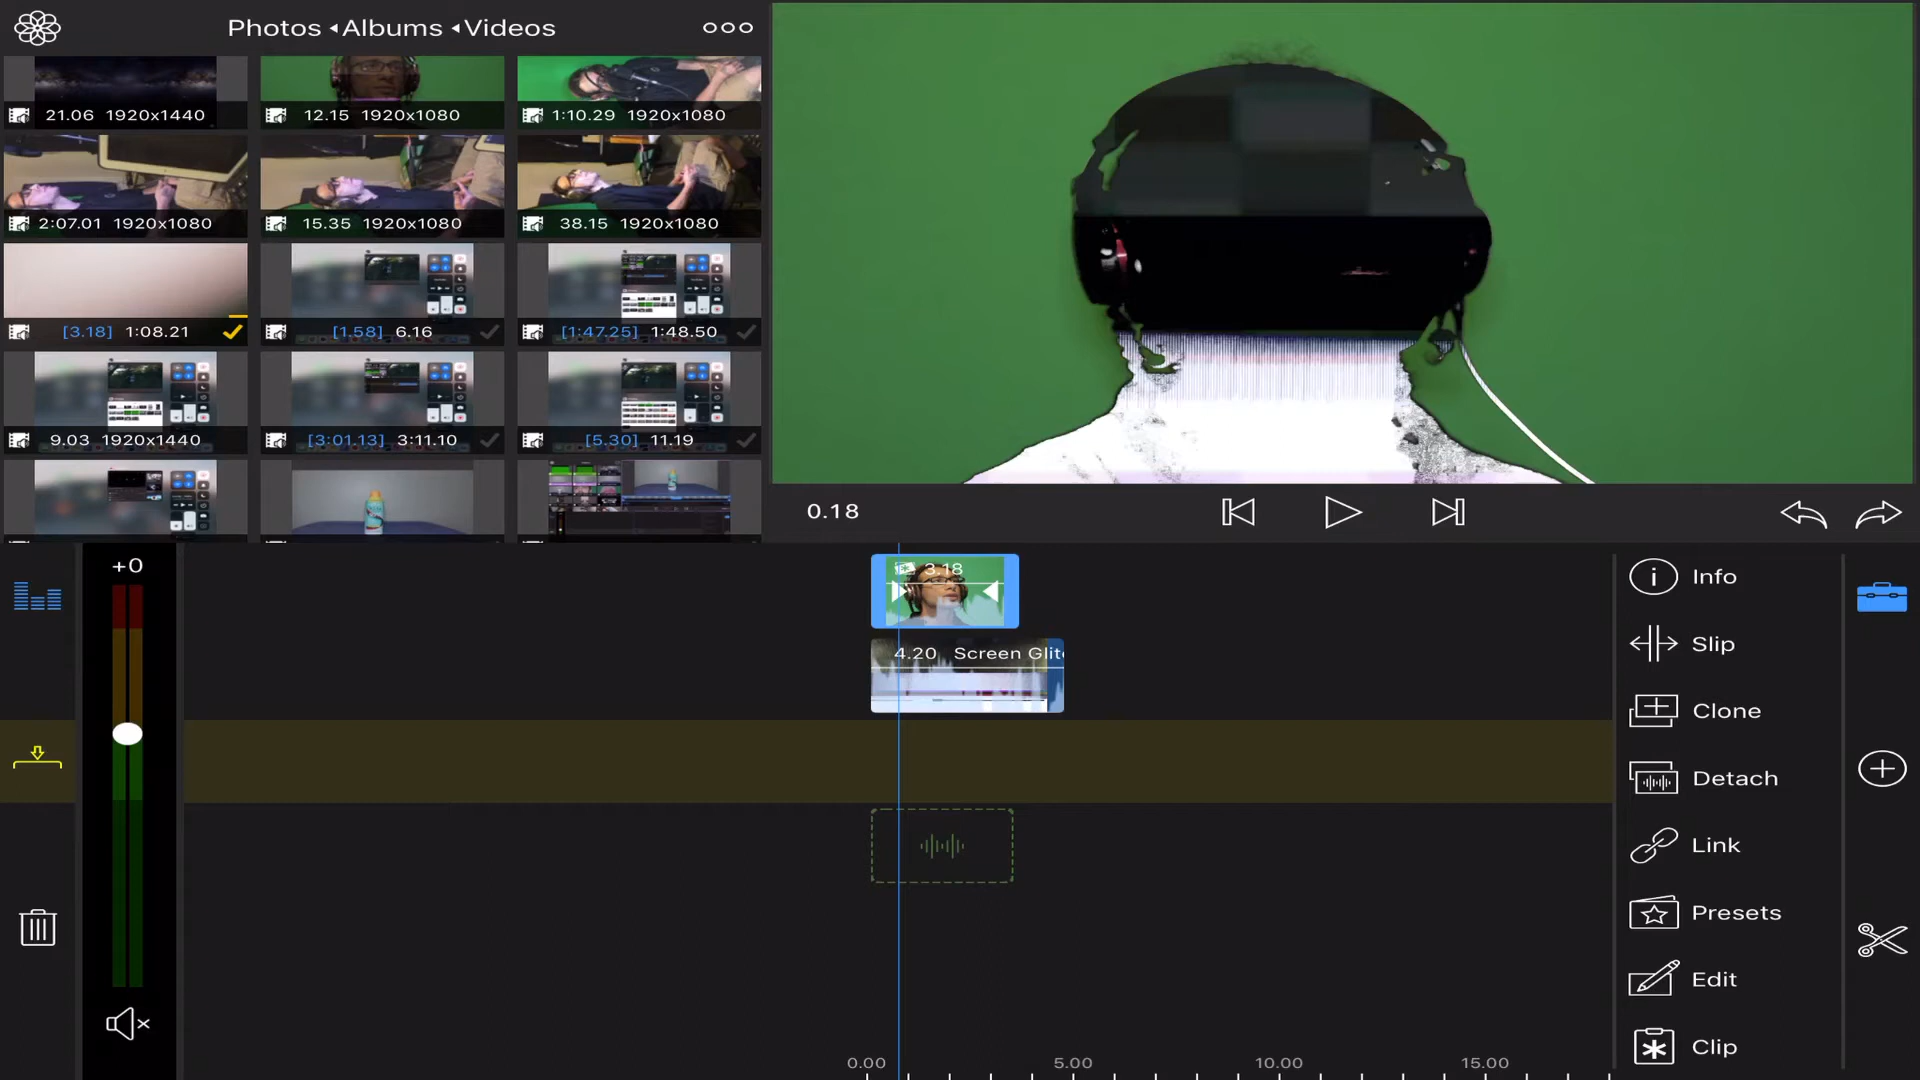 Photos ◂Albums ◂Videos
21.06 1920x1440
12.15 1920x1080
1:10.29 1920x1080
2:07.01 1920x1080
15.35 1920x1080
38.15 1920x1080
[3.18] 1:08.21
[1.58] 6.16
[1:47.25] 1:48.50
9.03 1920x1440
[3:01.13] 3:11.10
[5.30] 11.19
0.18
+0
3.18
4.20 Screen Glit
Info
Slip
Clone
Detach
Link
Presets
Edit
Clip
0.00 5.00 10.00 15.00